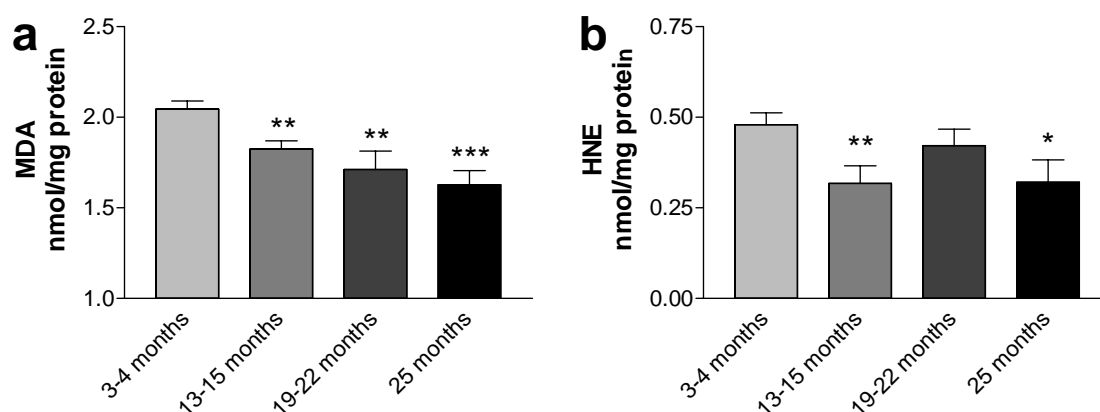 a
MDA
nmol/mg protein
2.5
2.0
1.5
1.0
**
**
***
3-4 months
13-15 months
19-22 months
25 months
b
HNE
nmol/mg protein
0.75
0.50
0.25
0.00
**
*
3-4 months
13-15 months
19-22 months
25 months